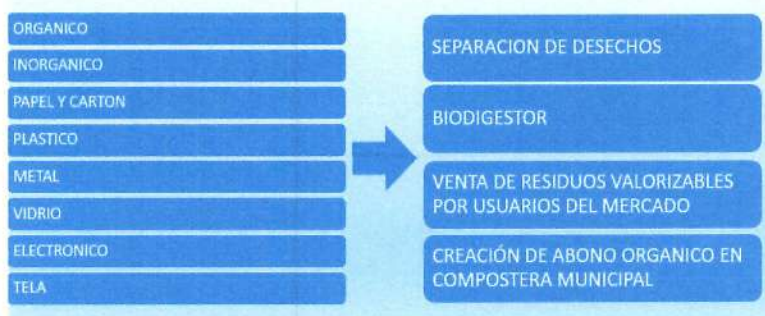 ORGANICO
INORGANICO
PAPEL Y CARTON
PLASTICO
METAL
VIDRIO
ELECTRONICO
TELA
SEPARACION DE DESECHOS
BIODIGESTOR
VENTA DE RESIDUOS VALORIZABLES
POR USUARIOS DEL MERCADO
CREACIÓN DE ABONO ORGANICO EN
COMPOSTERA MUNICIPAL